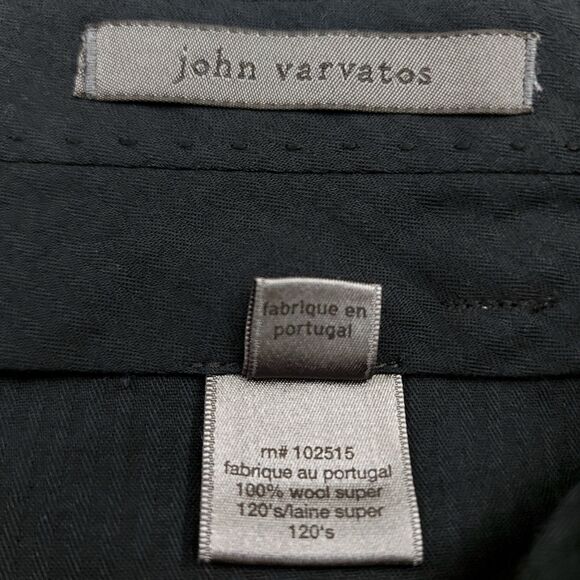 john varvatos
fabrique en
portugal
rn# 102515
fabrique au portugal
100% wool super
120's/laine super
120's